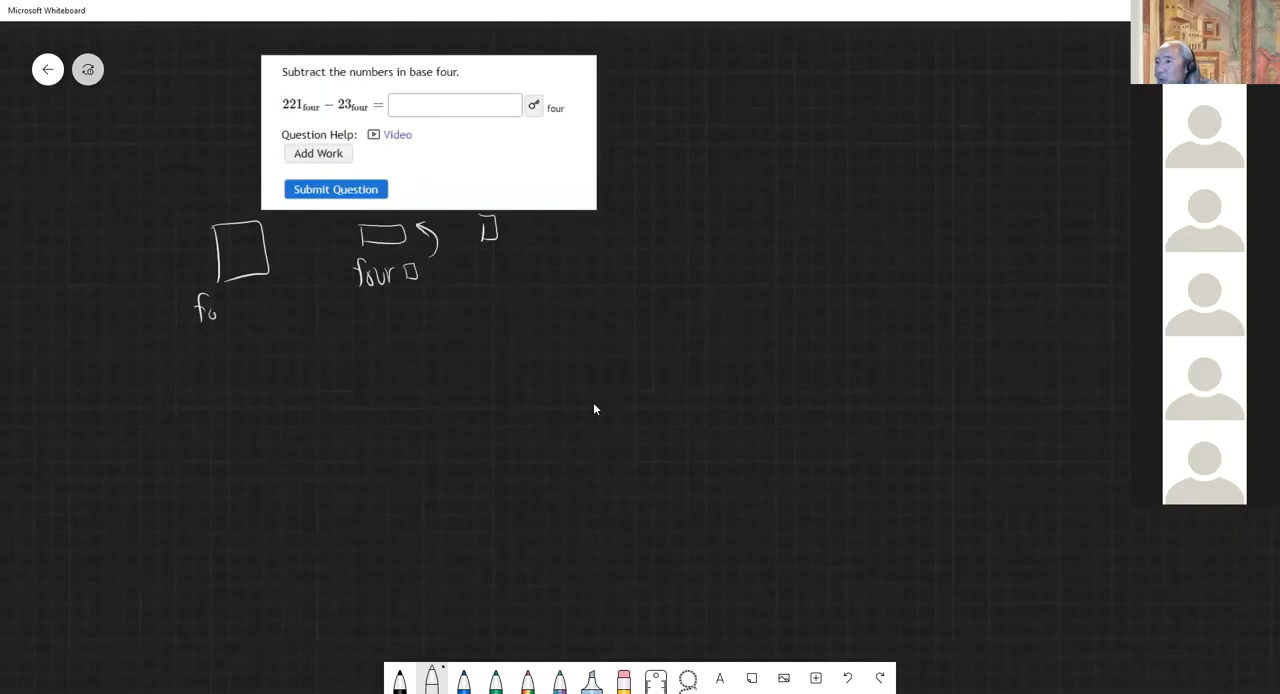 Microsoft Whiteboard
Subtract the numbers in base four.
221four − 23four = four
Question Help: Video
Add Work
Submit Question
four
fo
A